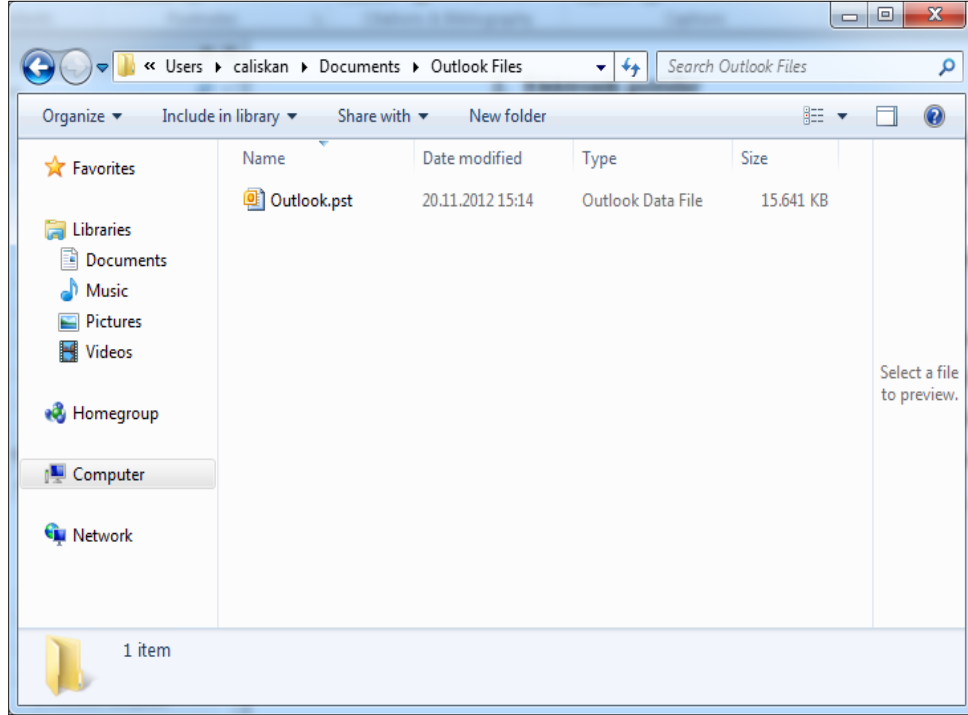 « Users ▸ caliskan ▸ Documents ▸ Outlook Files
Search Outlook Files
Organize Include in library Share with New folder
Name Date modified Type Size
Outlook.pst 20.11.2012 15:14 Outlook Data File 15.641 KB
Favorites
Libraries
Documents
Music
Pictures
Videos
Homegroup
Computer
Network
Select a file
to preview.
1 item